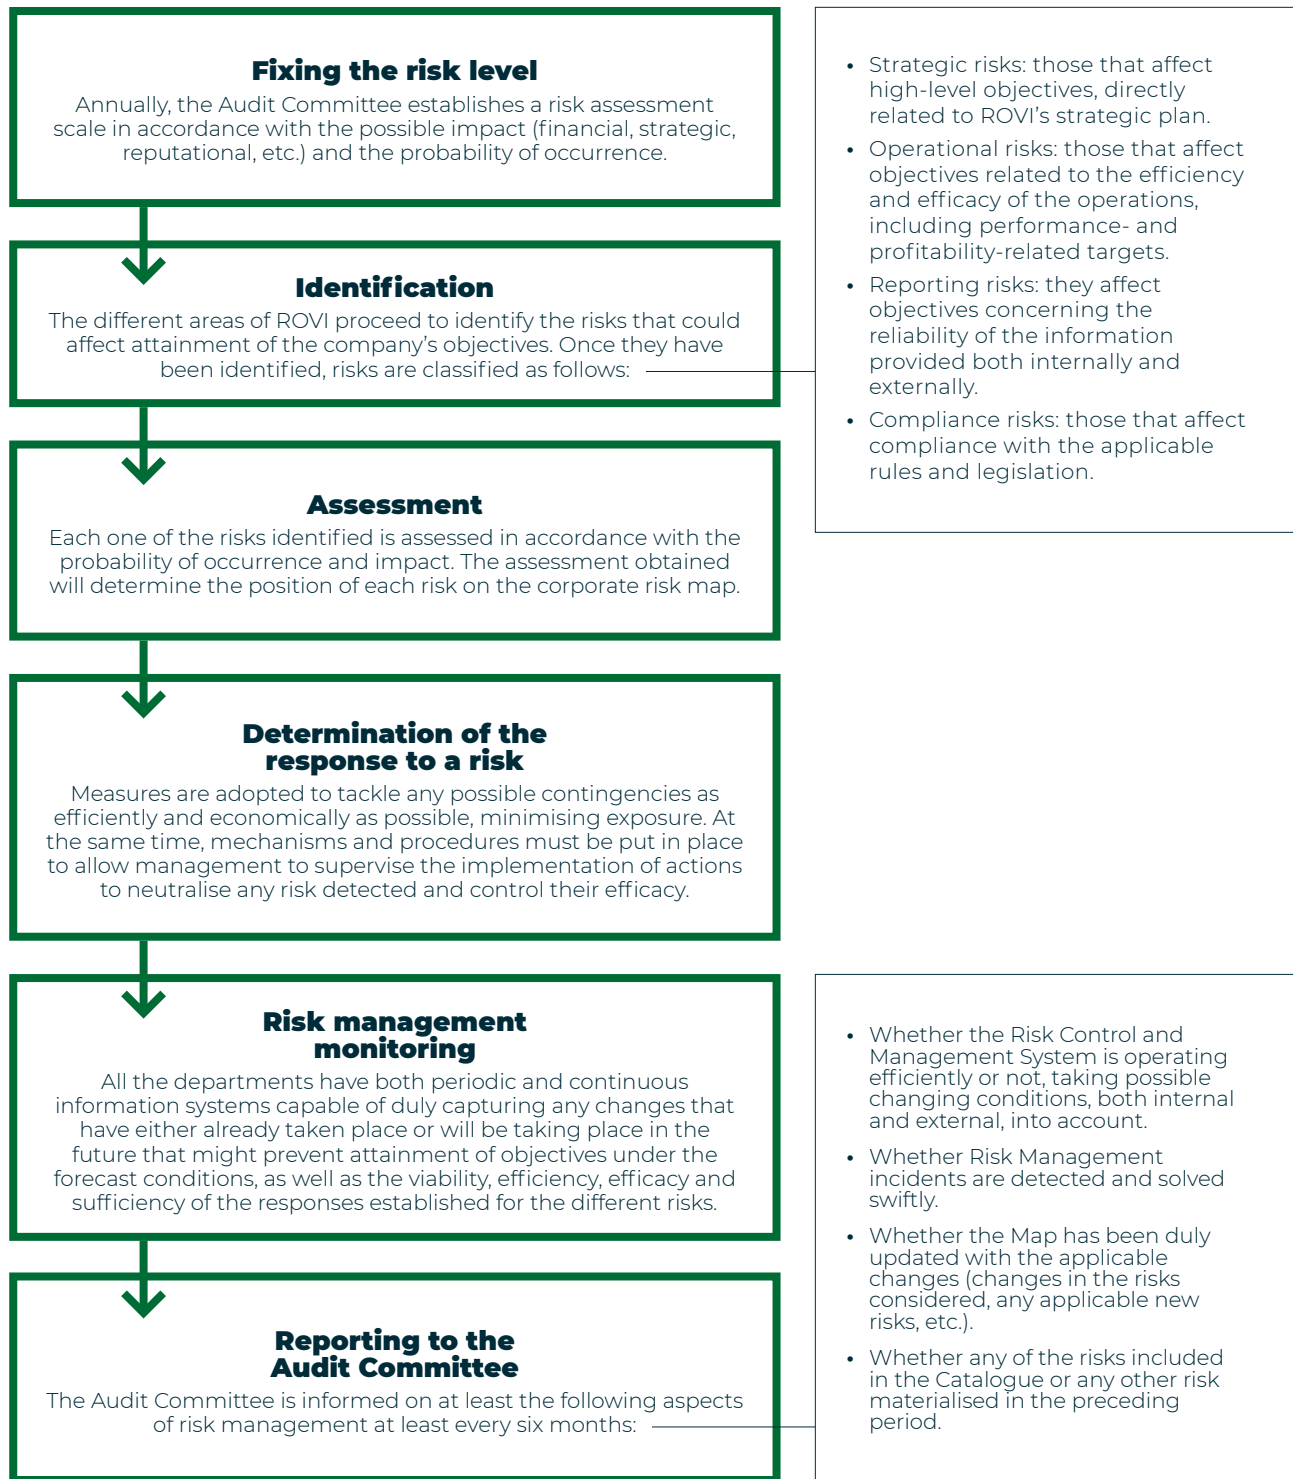 Fixing the risk level
Annually, the Audit Committee establishes a risk assessment
scale in accordance with the possible impact (financial, strategic,
reputational, etc.) and the probability of occurrence.
Identification
The different areas of ROVI proceed to identify the risks that could
affect attainment of the company’s objectives. Once they have
been identified, risks are classified as follows:
• Strategic risks: those that affect
high-level objectives, directly
related to ROVI’s strategic plan.
• Operational risks: those that affect
objectives related to the efficiency
and efficacy of the operations,
including performance- and
profitability-related targets.
• Reporting risks: they affect
objectives concerning the
reliability of the information
provided both internally and
externally.
• Compliance risks: those that affect
compliance with the applicable
rules and legislation.
Assessment
Each one of the risks identified is assessed in accordance with the
probability of occurrence and impact. The assessment obtained
will determine the position of each risk on the corporate risk map.
Determination of the
response to a risk
Measures are adopted to tackle any possible contingencies as
efficiently and economically as possible, minimising exposure. At
the same time, mechanisms and procedures must be put in place
to allow management to supervise the implementation of actions
to neutralise any risk detected and control their efficacy.
Risk management
monitoring
All the departments have both periodic and continuous
information systems capable of duly capturing any changes that
have either already taken place or will be taking place in the
future that might prevent attainment of objectives under the
forecast conditions, as well as the viability, efficiency, efficacy and
sufficiency of the responses established for the different risks.
Reporting to the
Audit Committee
The Audit Committee is informed on at least the following aspects
of risk management at least every six months:
• Whether the Risk Control and
Management System is operating
efficiently or not, taking possible
changing conditions, both internal
and external, into account.
• Whether Risk Management
incidents are detected and solved
swiftly.
• Whether the Map has been duly
updated with the applicable
changes (changes in the risks
considered, any applicable new
risks, etc.).
• Whether any of the risks included
in the Catalogue or any other risk
materialised in the preceding
period.